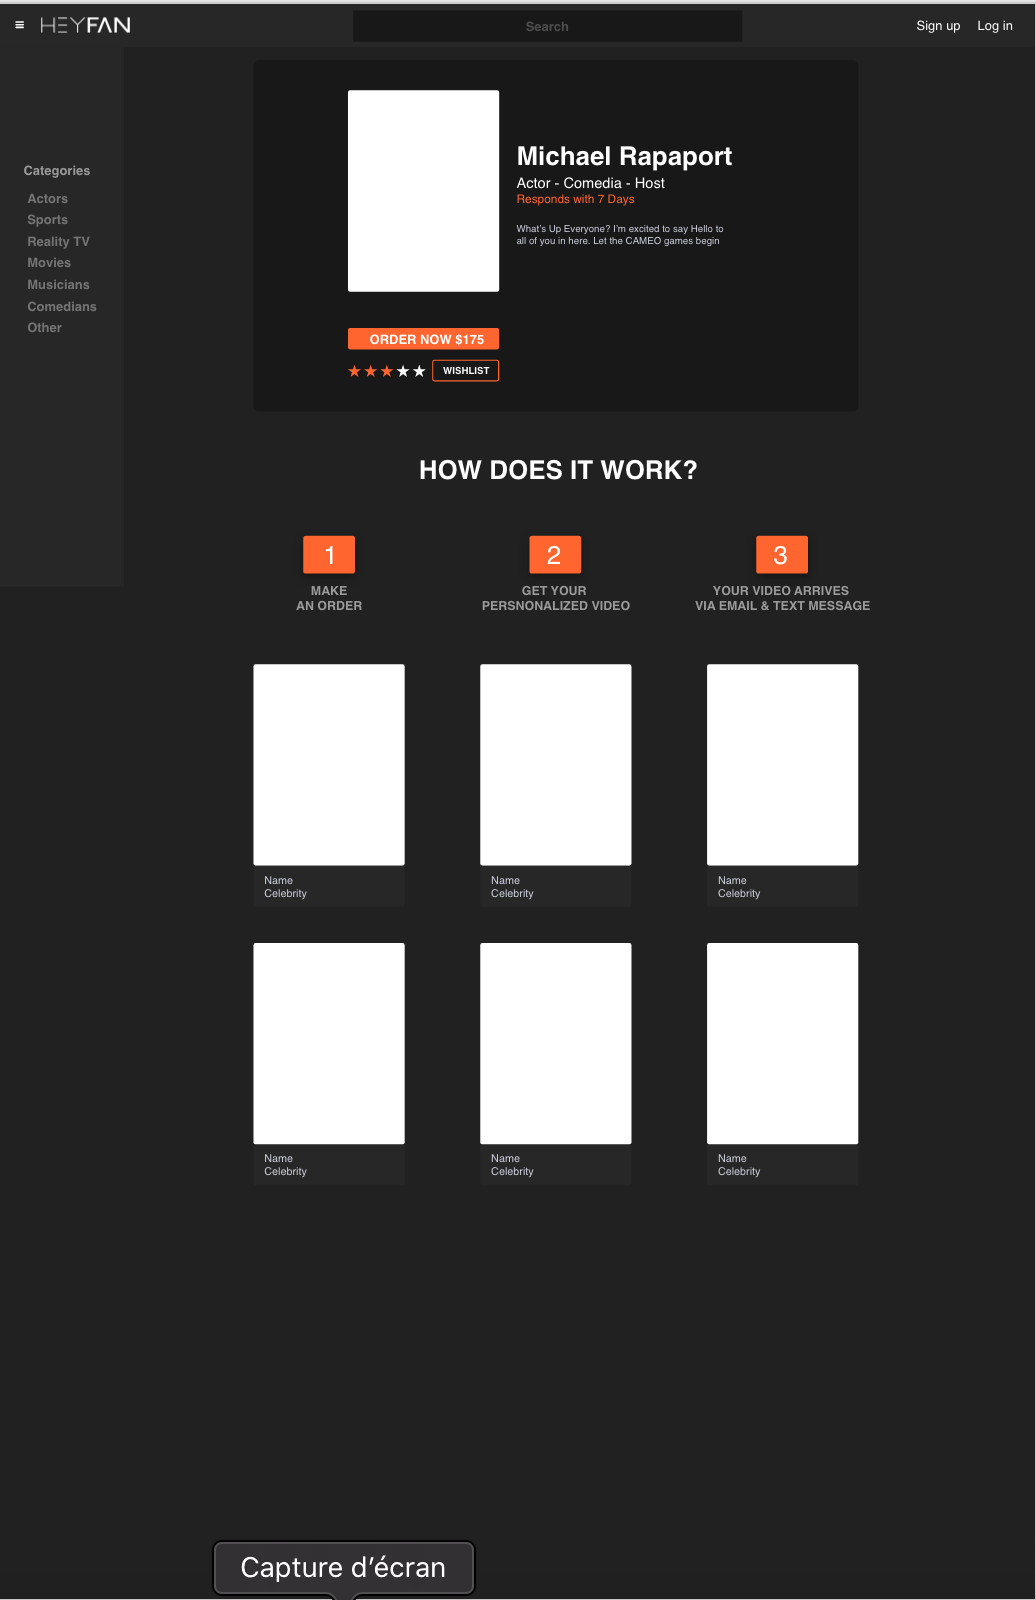 HEYFAN
Search
Sign up
Log in
Categories
Actors
Sports
Reality TV
Movies
Musicians
Comedians
Other
Michael Rapaport
Actor - Comedia - Host
Responds with 7 Days
What's Up Everyone? I'm excited to say Hello to
all of you in here. Let the CAMEO games begin
ORDER NOW $175
WISHLIST
HOW DOES IT WORK?
1
MAKE
AN ORDER
2
GET YOUR
PERSNONALIZED VIDEO
3
YOUR VIDEO ARRIVES
VIA EMAIL & TEXT MESSAGE
Name
Celebrity
Name
Celebrity
Name
Celebrity
Name
Celebrity
Name
Celebrity
Name
Celebrity
Capture d’écran